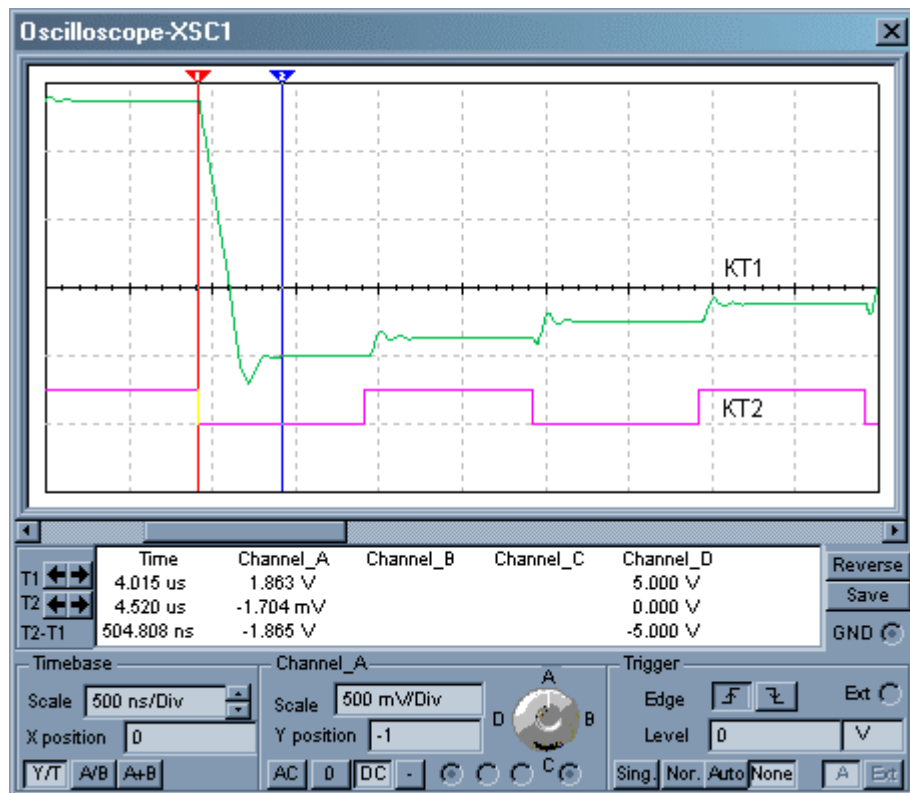 Oscilloscope-XSC1
1 2
KT1
KT2
Time Channel_A Channel_B Channel_C Channel_D Reverse
T1 4.015 us 1.863 V 5.000 V
T2 4.520 us -1.704 mV 0.000 V Save
T2-T1 504.808 ns -1.865 V -5.000 V GND
Timebase Channel_A Trigger
Scale 500 ns/Div Scale 500 mV/Div A D B C Edge Ext
X position 0 Y position -1 Level 0 V
Y/T A/B A+B AC 0 DC - Sing. Nor. Auto None A Ext